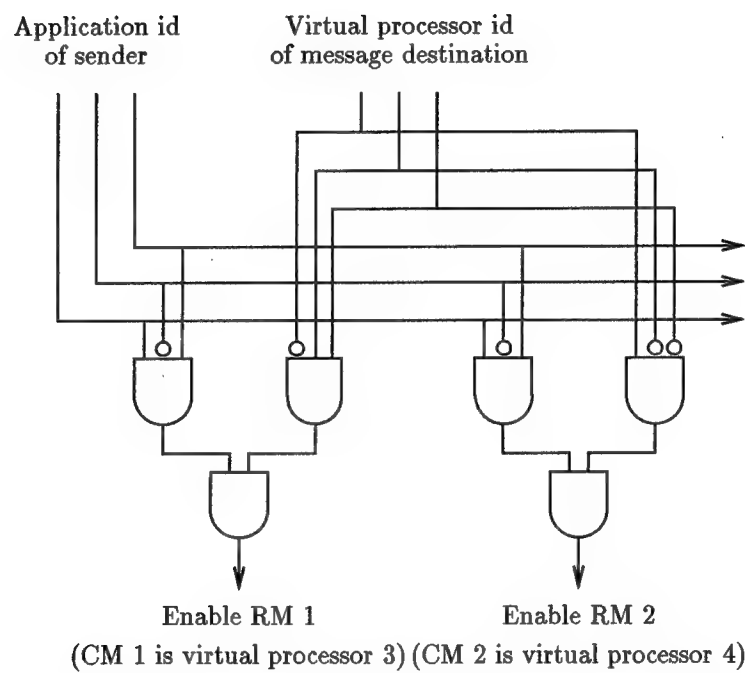 Application id
of sender
Virtual processor id
of message destination
Enable RM 1
(CM 1 is virtual processor 3)
Enable RM 2
(CM 2 is virtual processor 4)